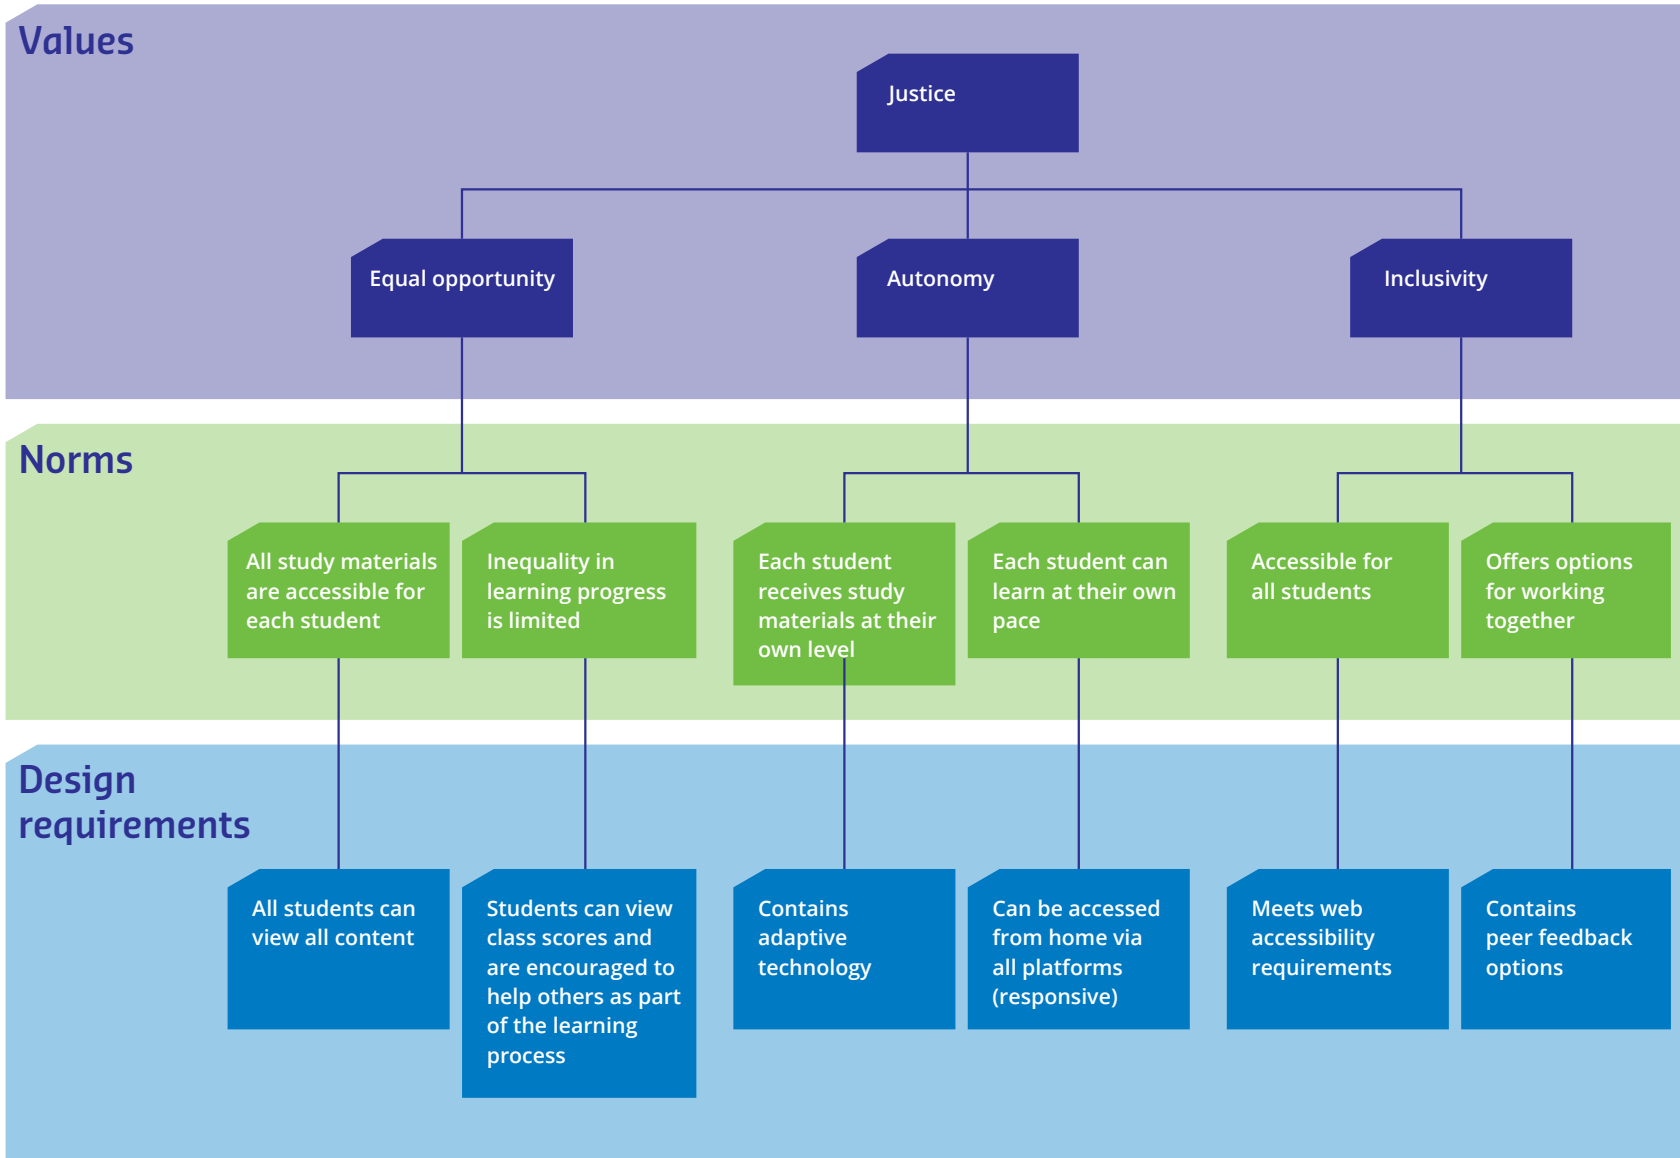 Values
Justice
Equal opportunity
Autonomy
Inclusivity
Norms
All study materials
are accessible for
each student
Inequality in
learning progress
is limited
Each student
receives study
materials at their
own level
Each student can
learn at their own
pace
Accessible for
all students
Offers options
for working
together
Design
requirements
All students can
view all content
Students can view
class scores and
are encouraged to
help others as part
of the learning
process
Contains
adaptive
technology
Can be accessed
from home via
all platforms
(responsive)
Meets web
accessibility
requirements
Contains
peer feedback
options